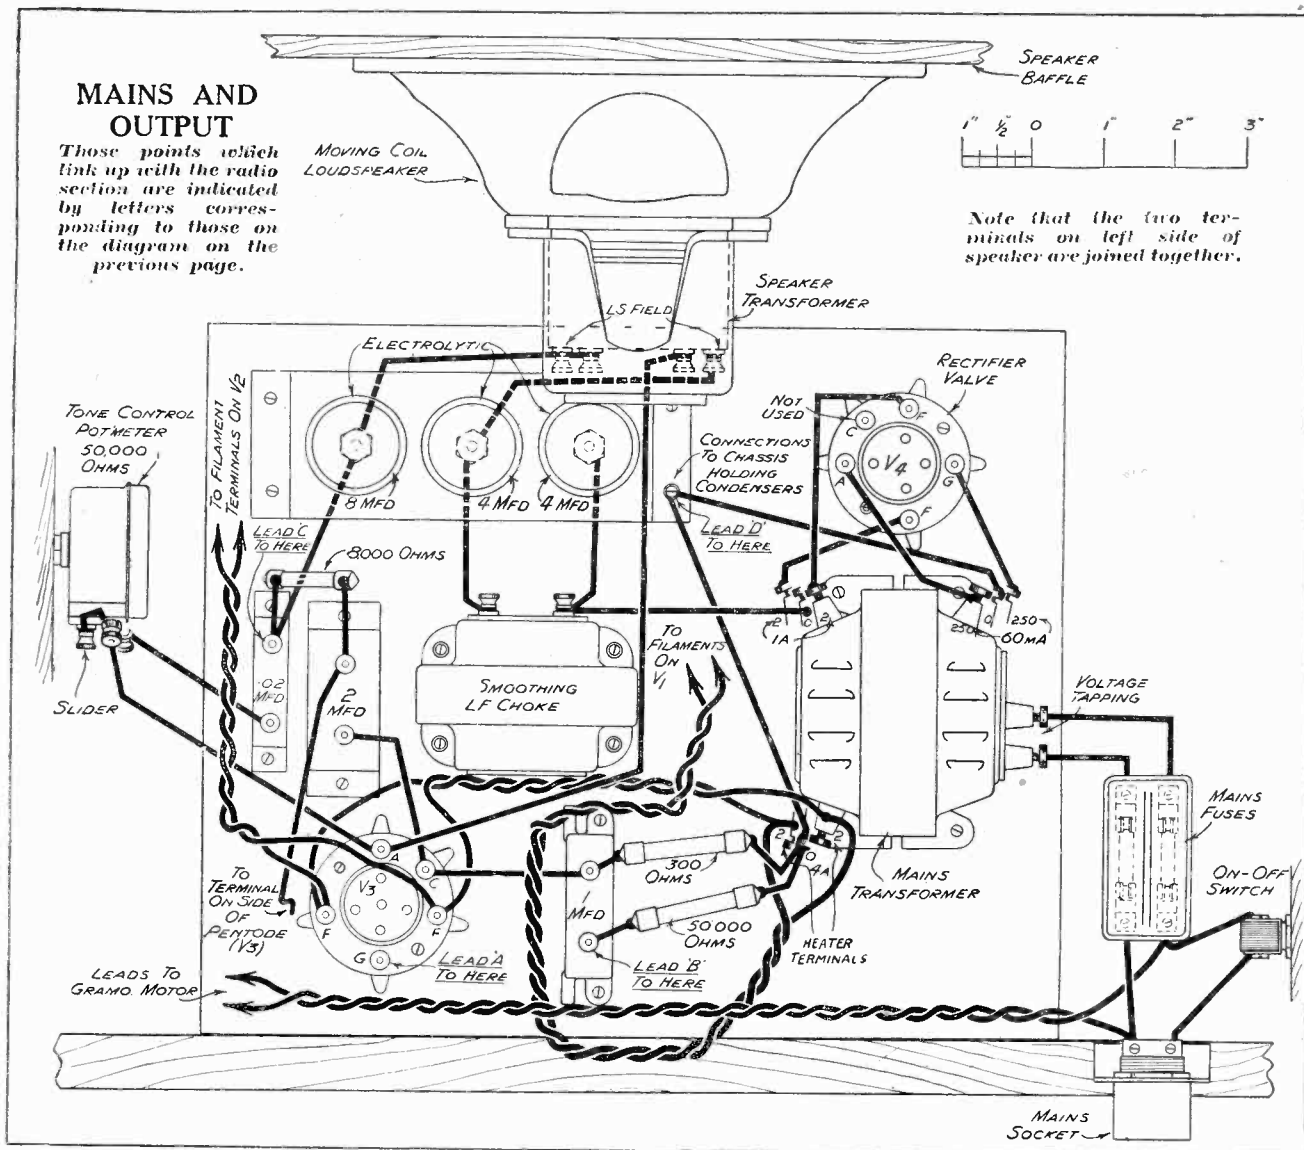 MAINS AND
OUTPUT
Those points which
link up with the radio
section are indicated
by letters corres-
ponding to those on
the diagram on the
previous page.
MOVING COIL
LOUDSPEAKER
SPEAKER
BAFFLE
1" ½" 0 1" 2" 3"
Note that the two ter-
minals on left side of
speaker are joined together.
SPEAKER
TRANSFORMER
LS FIELD
ELECTROLYTIC
RECTIFIER
VALVE
NOT
USED
TONE CONTROL
POTMETER
50,000
OHMS
TO FILAMENT
TERMINALS ON V2
CONNECTIONS
TO CHASSIS
HOLDING
CONDENSERS
F
C
V4
A
G
F
8 MFD
4 MFD
4 MFD
LEAD 'C'
TO HERE
8000 OHMS
LEAD 'D'
TO HERE
2
0
2
1A
250
0
250
60MA
TO
FILAMENTS
ON
V1
SLIDER
.02
MFD
2
MFD
SMOOTHING
LF CHOKE
VOLTAGE
TAPPING
MAINS
FUSES
ON-OFF
SWITCH
2
0
2
4A
MAINS
TRANSFORMER
300
OHMS
50,000
OHMS
1
MFD
HEATER
TERMINALS
TO
TERMINAL
ON SIDE
OF
PENTODE
(V3)
A
V3
C
F
F
G
LEAD 'A'
TO HERE
LEAD 'B'
TO HERE
LEADS TO
GRAMO. MOTOR
MAINS
SOCKET